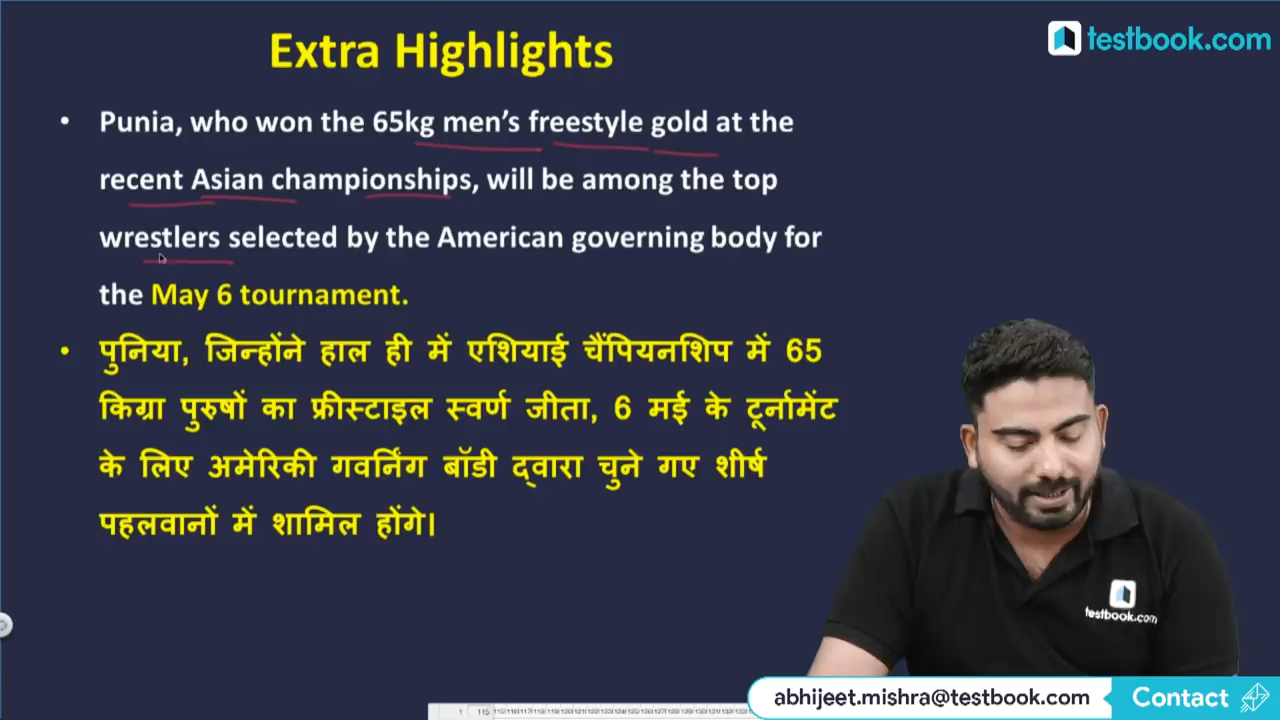 Extra Highlights
testbook.com
• Punia, who won the 65kg men's freestyle gold at the
recent Asian championships, will be among the top
wrestlers selected by the American governing body for
the May 6 tournament.
• पुनिया, जिन्होंने हाल ही में एशियाई चैंपियनशिप में 65
किग्रा पुरुषों का फ्रीस्टाइल स्वर्ण जीता, 6 मई के टूर्नामेंट
के लिए अमेरिकी गवर्निंग बॉडी द्वारा चुने गए शीर्ष
पहलवानों में शामिल होंगे।
testbook.com
abhijeet.mishra@testbook.com
Contact
1 115